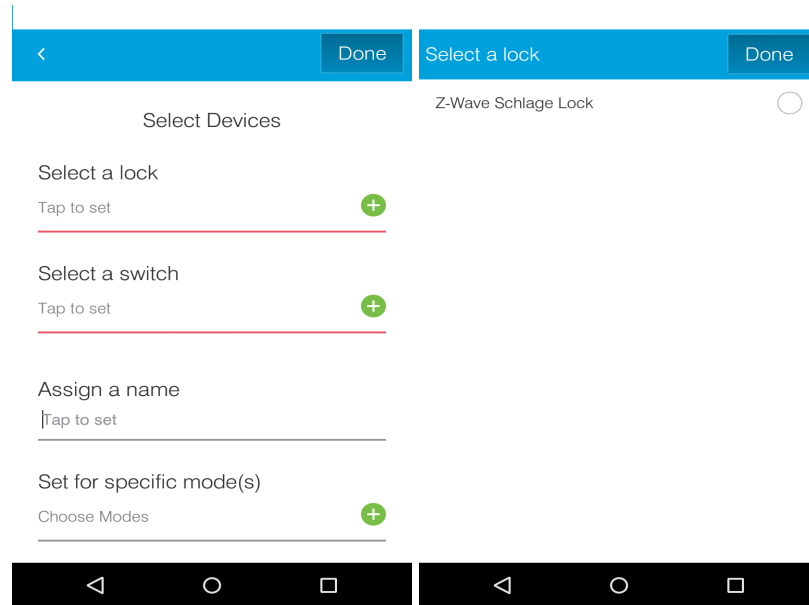 Done
Select Devices
Select a lock
Tap to set
Select a switch
Tap to set
Assign a name
Tap to set
Set for specific mode(s)
Choose Modes
Select a lock
Done
Z-Wave Schlage Lock